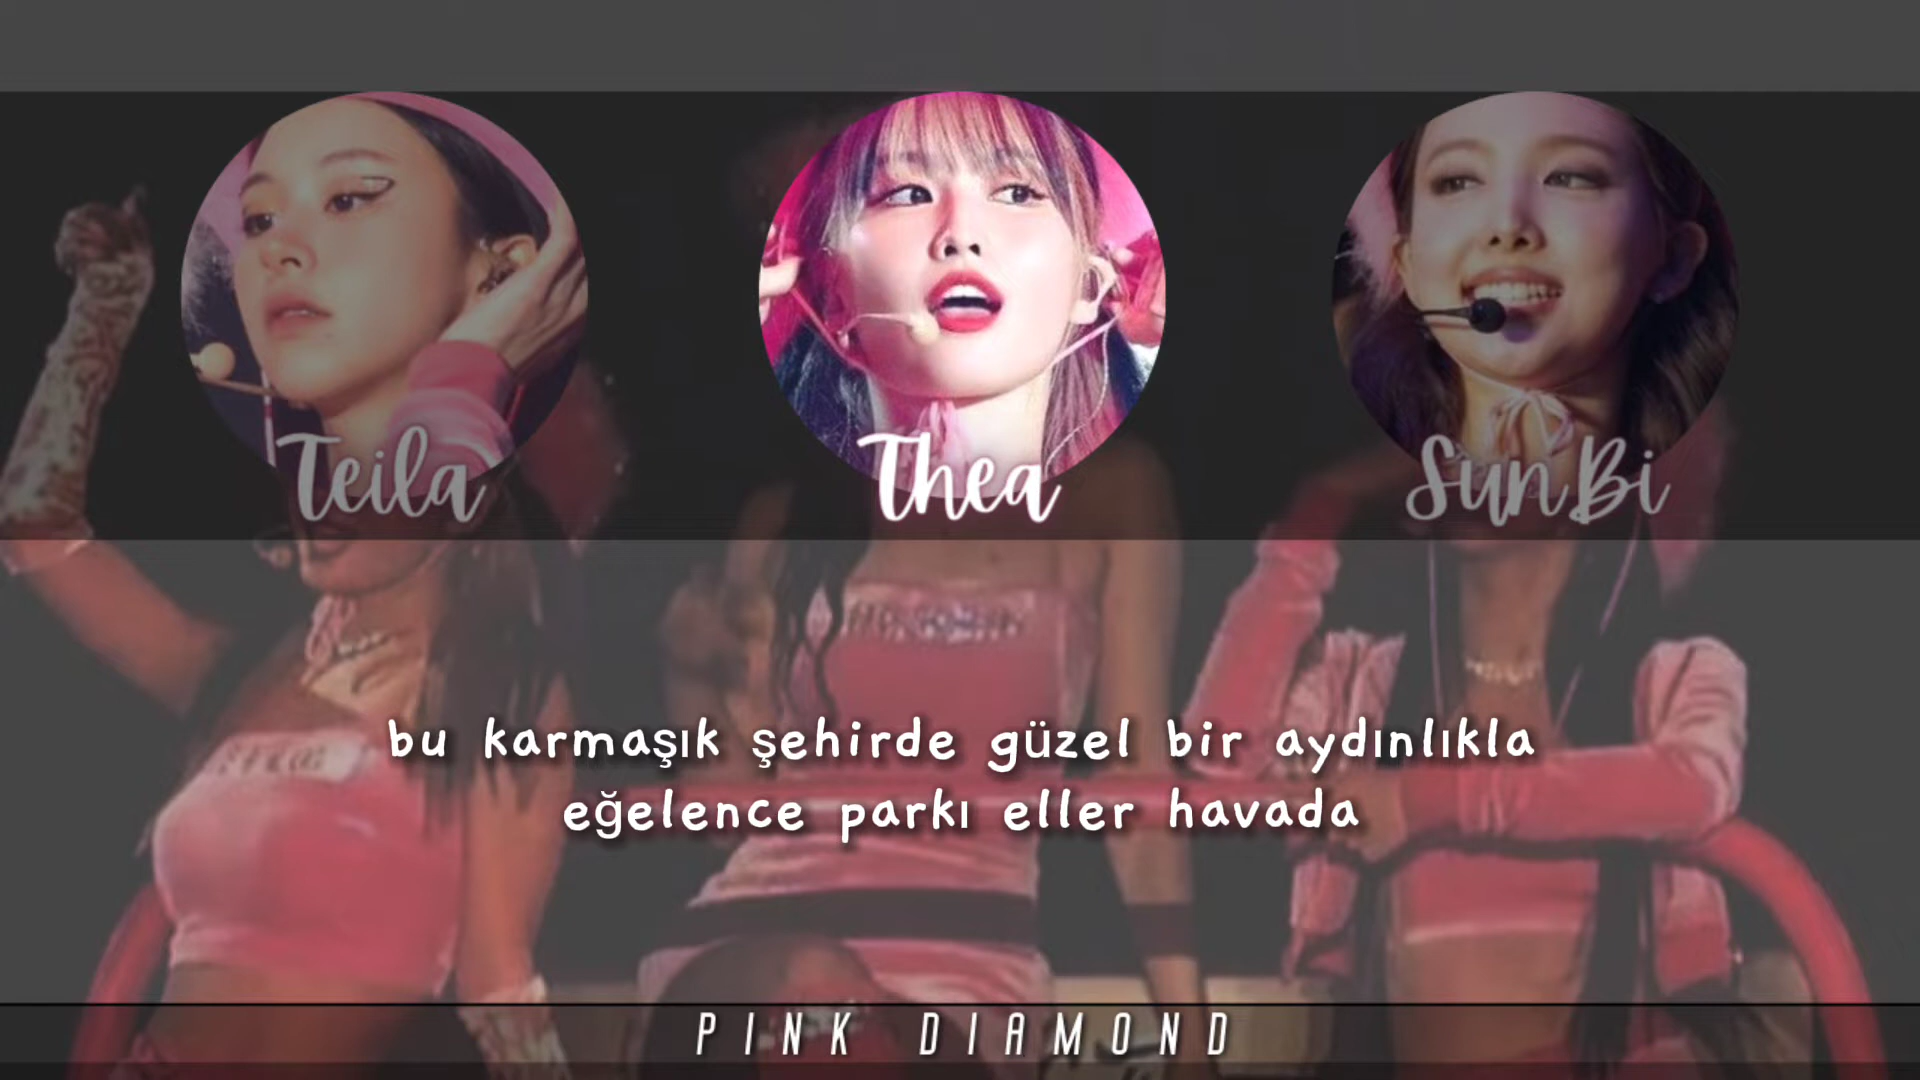 Teila
Thea
SunBi
bu karmaşık şehirde güzel bir aydınlıkla
eğelence parkı eller havada
PINK DIAMOND